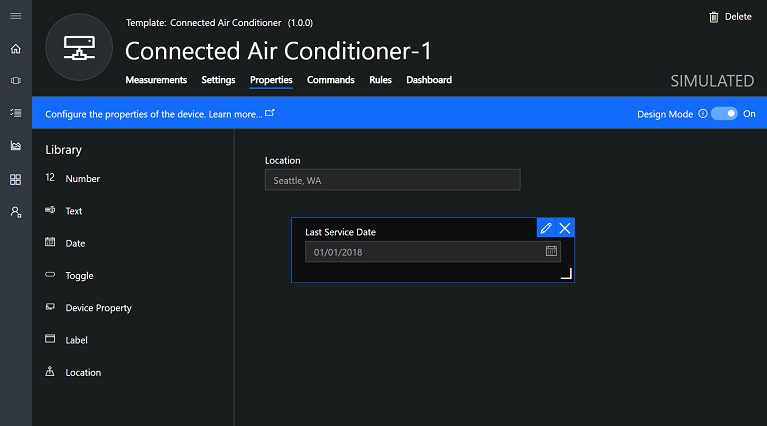 Template: Connected Air Conditioner (1.0.0)
Delete
Connected Air Conditioner-1
Measurements Settings Properties Commands Rules Dashboard
SIMULATED
Configure the properties of the device. Learn more...
Design Mode On
Library
12 Number
Text
Date
Toggle
Device Property
Label
Location
Location
Seattle, WA
Last Service Date
01/01/2018